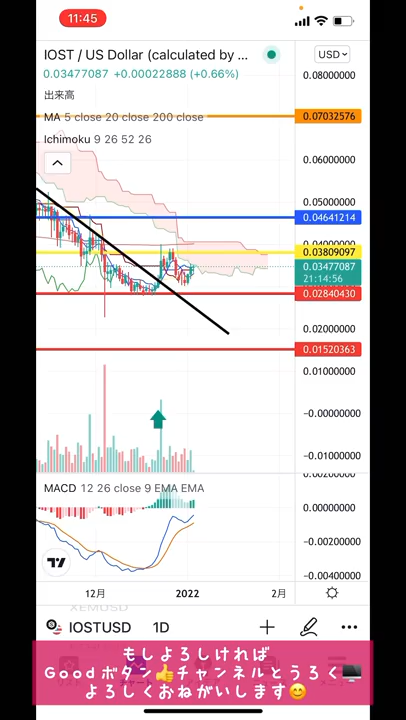 11:45
IOST / US Dollar (calculated by ...
USD
0.03477087 +0.00022888 (+0.66%)
0.08000000
出来高
MA 5 close 20 close 200 close
0.07032576
Ichimoku 9 26 52 26
0.06000000
0.05000000
0.04641214
0.04000000
0.03809097
0.03477087
21:14:56
0.02840430
0.02000000
0.01520363
0.01000000
-0.00000000
-0.01000000
0.00200000
MACD 12 26 close 9 EMA EMA
0.00000000
-0.00200000
-0.00400000
12月
2022
2月
XEMUSD
IOSTUSD 1D
もしよろしければ
Goodボタン👍チャンネルとうろく🖥
よろしくおねがいします😊